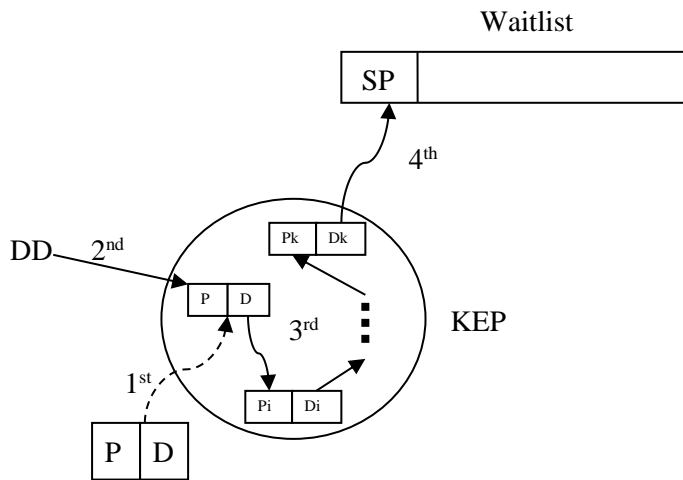 Waitlist
SP
4th
Pk Dk
DD 2nd
P D
3rd
KEP
1st
Pi Di
P D